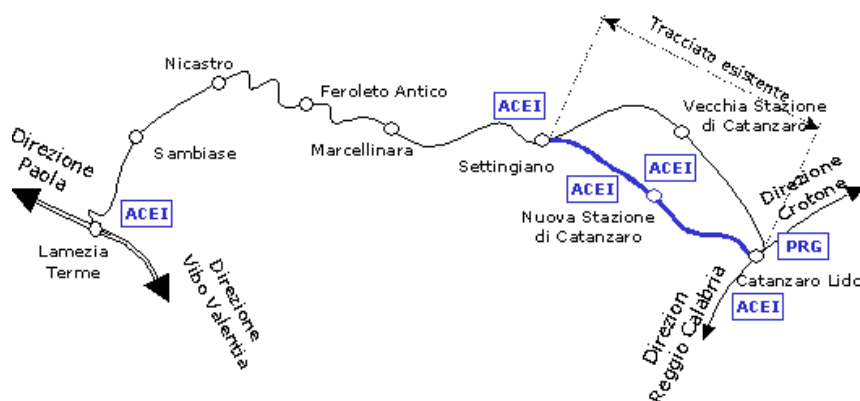 Tracciato esistente
Nicastro
Feroleto Antico
ACEI
Vecchia Stazione
di Catanzaro
Direzione
Paola
Sambiase
Marcellinara
Settingiano
ACEI
ACEI
Direzione
Crotone
ACEI
Nuova Stazione
di Catanzaro
Lamezia
Terme
PRG
Direzione
Vibo Valentia
Catanzaro Lido
ACEI
Direzion
Reggio Calabria